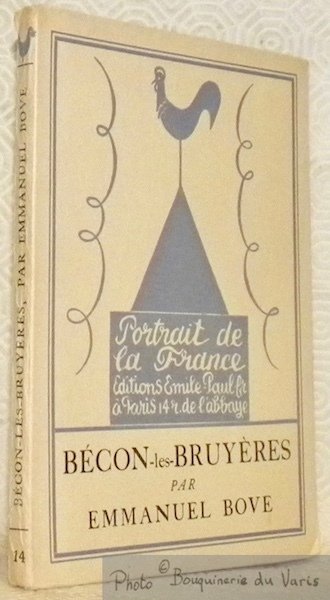 BÉCON-LES-BRUYÈRES, PAR EMMANUEL BOVE
14
Portrait de
la France
Editions Emile Paul fr.
à Paris 14 r. de l'abbaye
BÉCON-les-BRUYÈRES
PAR
EMMANUEL BOVE
Photo © Bouquinerie du Varis